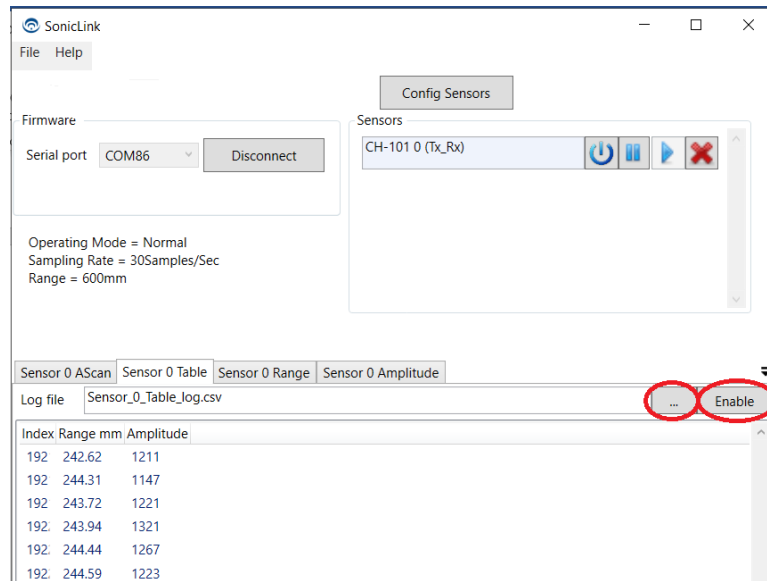 SonicLink
File Help
Config Sensors
Firmware
Serial port COM86 Disconnect
Sensors
CH-101 0 (Tx_Rx)
Operating Mode = Normal
Sampling Rate = 30Samples/Sec
Range = 600mm
Sensor 0 AScan Sensor 0 Table Sensor 0 Range Sensor 0 Amplitude
Log file Sensor_0_Table_log.csv ... Enable
Index Range mm Amplitude
192 242.62 1211
192 244.31 1147
192 243.72 1221
192. 243.94 1321
192. 244.44 1267
192. 244.59 1223